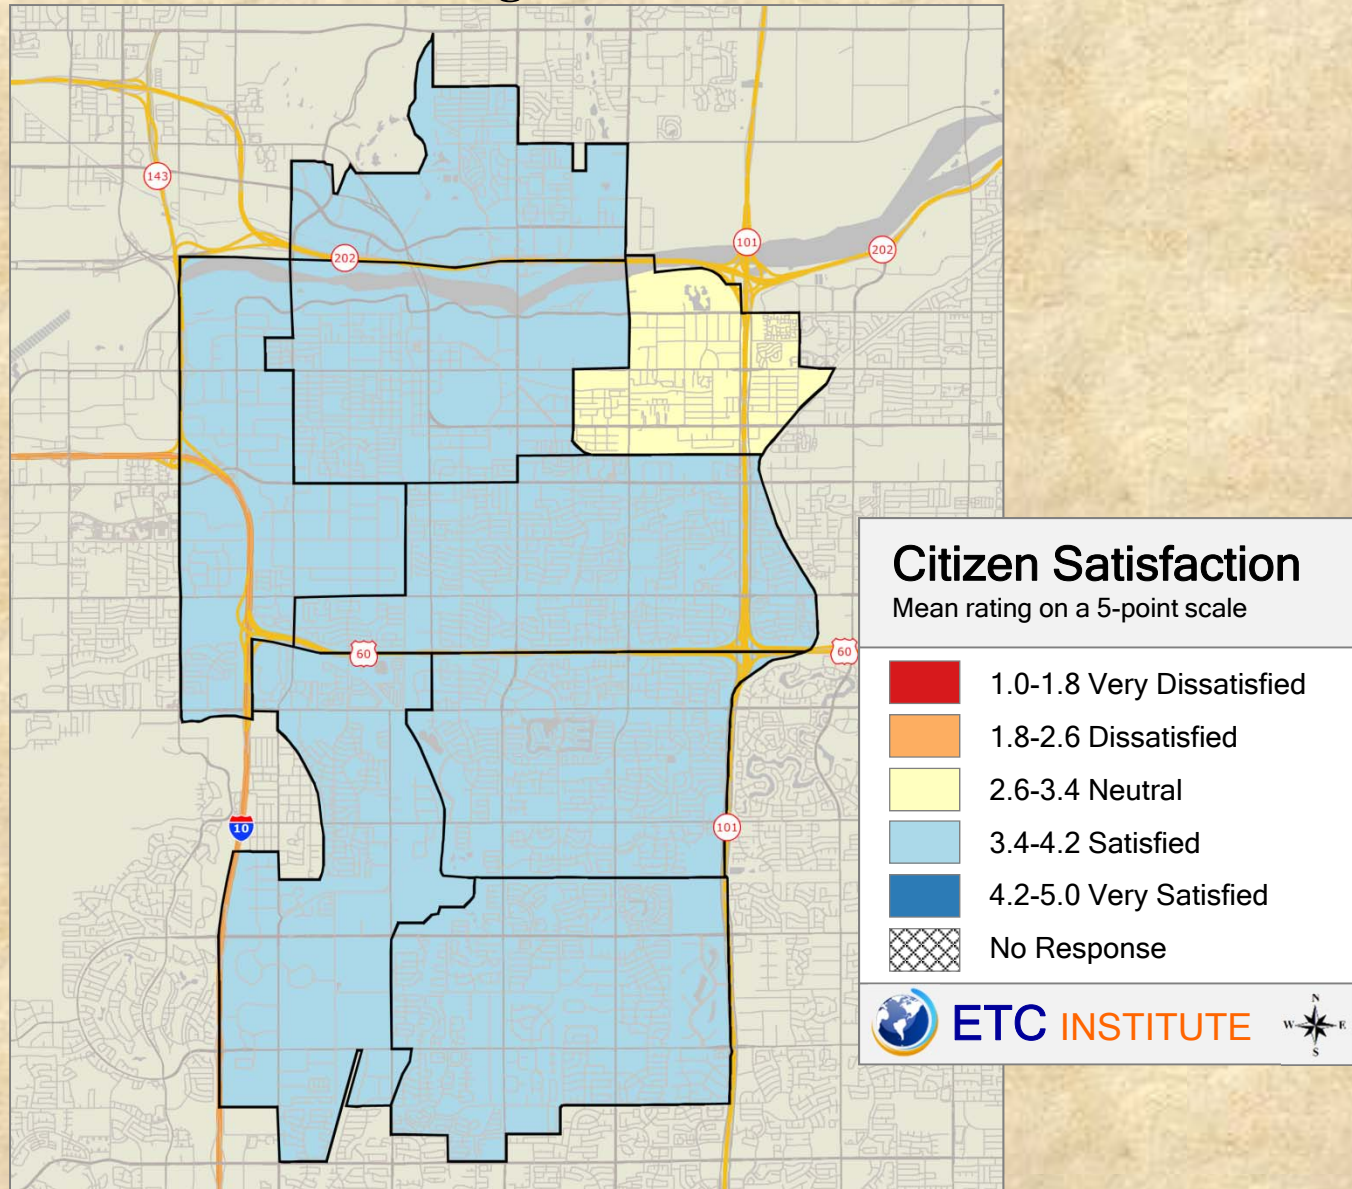 143
202
101
202
60
60
10
101
Citizen Satisfaction
Mean rating on a 5-point scale
1.0-1.8 Very Dissatisfied
1.8-2.6 Dissatisfied
2.6-3.4 Neutral
3.4-4.2 Satisfied
4.2-5.0 Very Satisfied
No Response
ETC INSTITUTE
N
W E
S